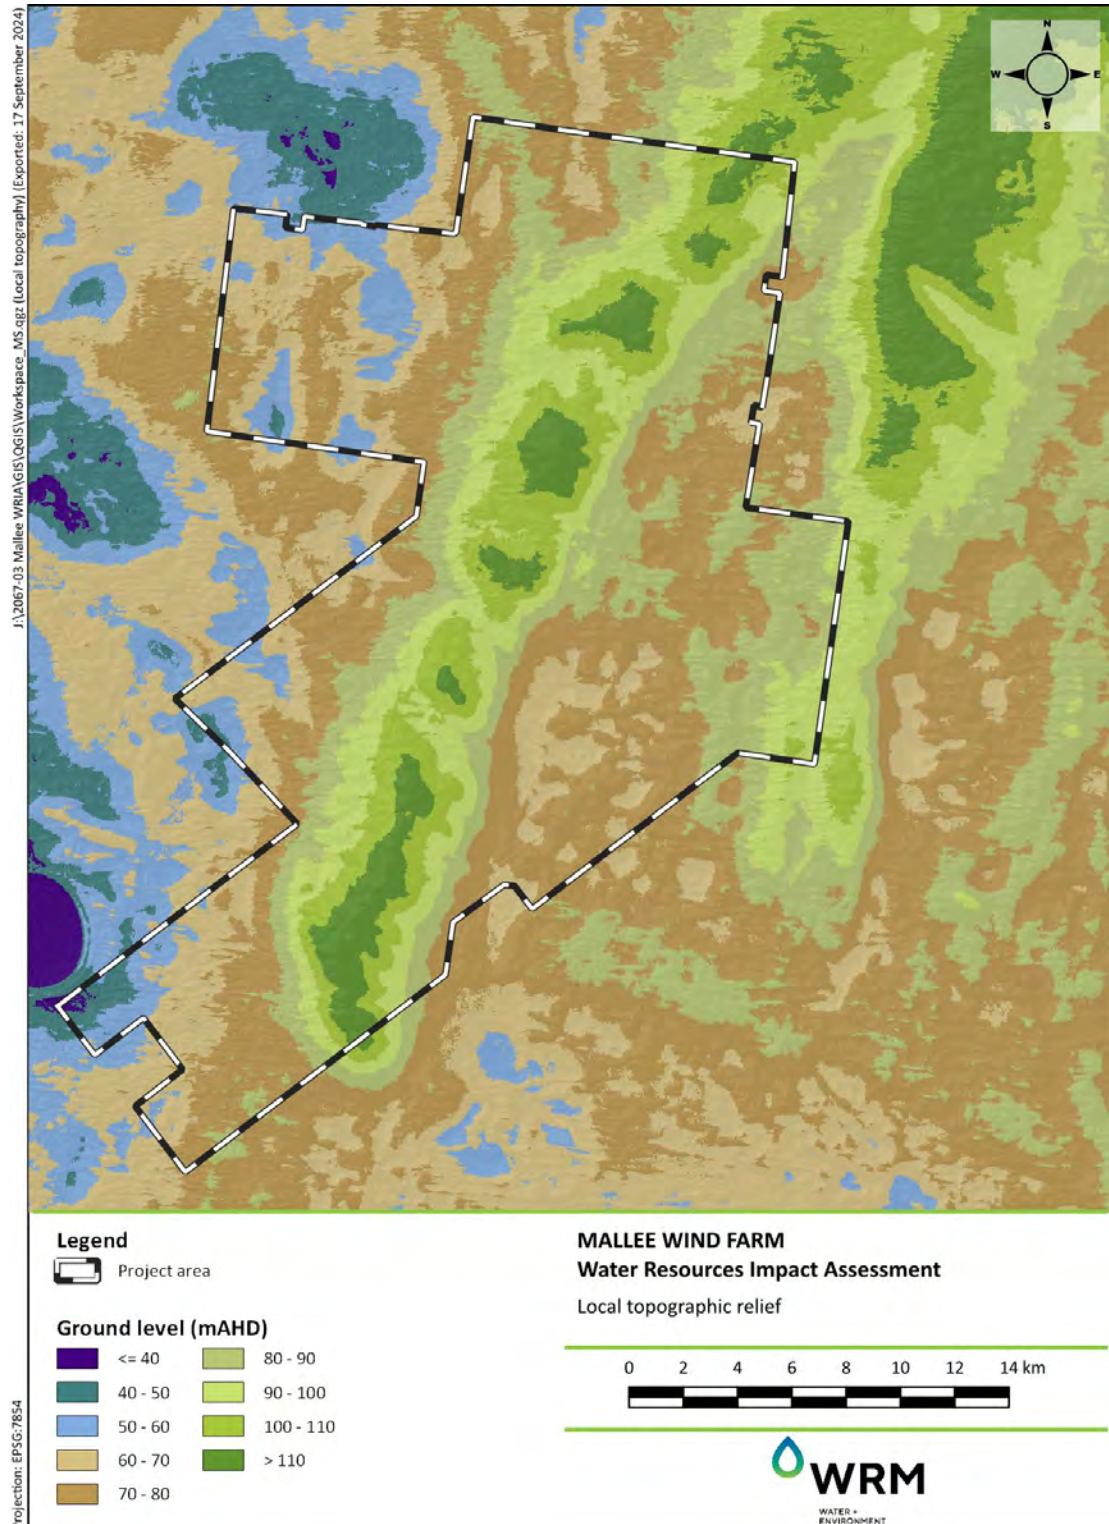 J:\2067-03 Mallee WRIA\GIS\QGIS\Workspace_MS.qgz (Local topography) (Exported: 17 September 2024)
N
W
E
S
Legend
Project area
Ground level (mAHD)
<= 40
40 - 50
50 - 60
60 - 70
70 - 80
80 - 90
90 - 100
100 - 110
> 110
MALLEE WIND FARM
Water Resources Impact Assessment
Local topographic relief
0 2 4 6 8 10 12 14 km
Projection: EPSG:7854
WRM
WATER +
ENVIRONMENT